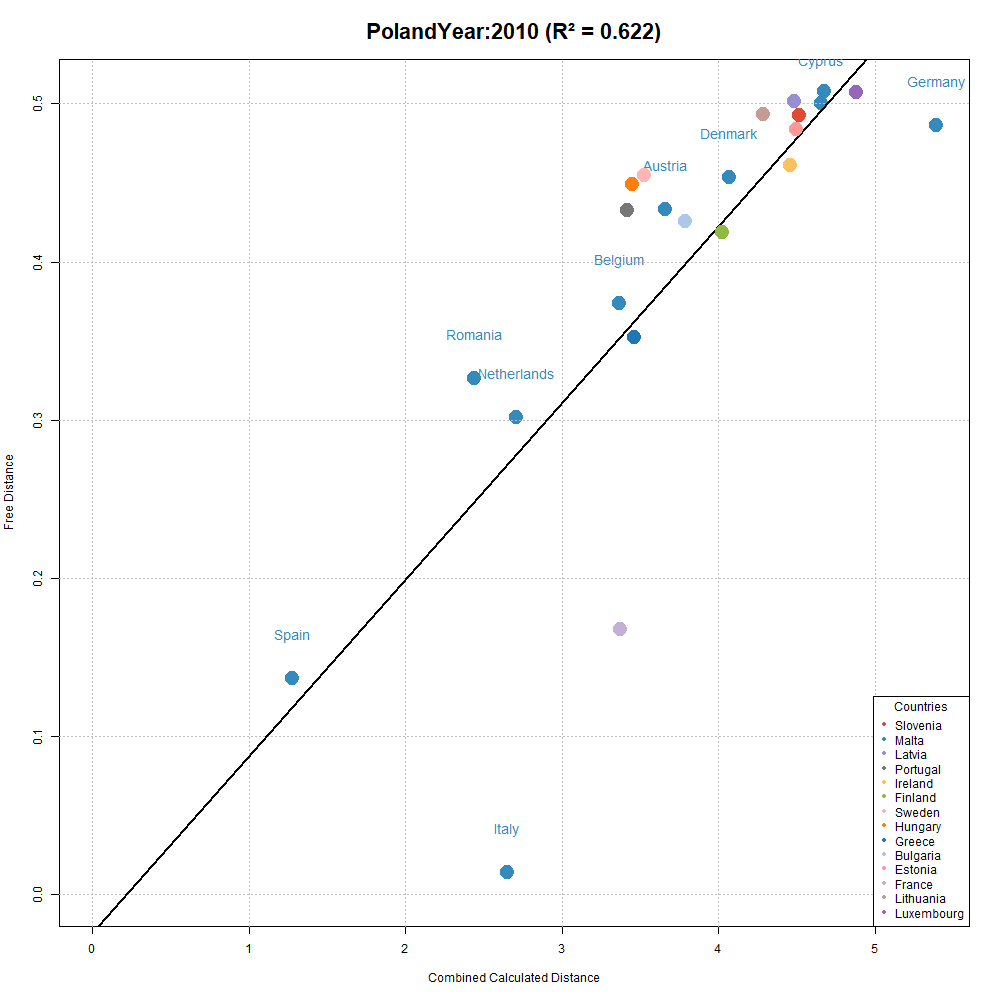 PolandYear:2010 (R² = 0.622)
Cyprus
Germany
Denmark
Austria
Belgium
Romania
Netherlands
Spain
Italy
0.5
0.4
0.3
0.2
0.1
0.0
Free Distance
0 1 2 3 4 5
Combined Calculated Distance
Countries
Slovenia
Malta
Latvia
Portugal
Ireland
Finland
Sweden
Hungary
Greece
Bulgaria
Estonia
France
Lithuania
Luxembourg